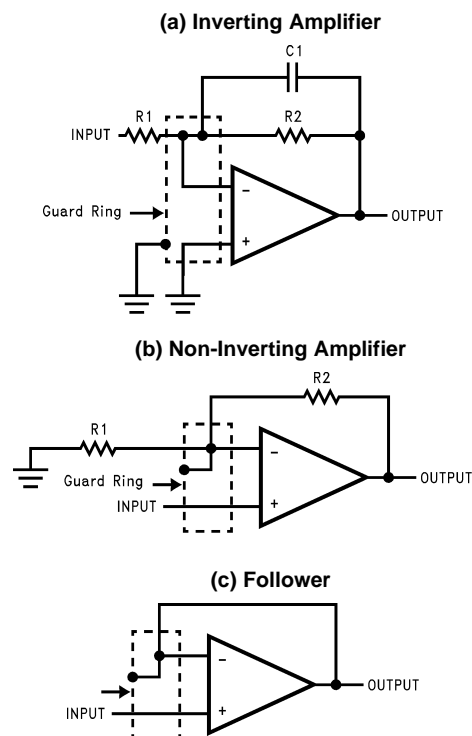 (a) Inverting Amplifier
C1
R1
R2
INPUT
-
Guard Ring
OUTPUT
+
(b) Non-Inverting Amplifier
R2
R1
-
Guard Ring
OUTPUT
INPUT
+
(c) Follower
-
OUTPUT
INPUT
+